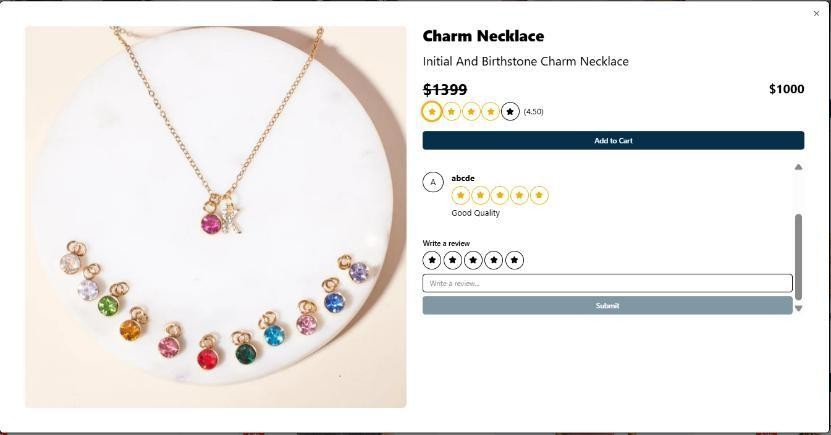 Charm Necklace
Initial And Birthstone Charm Necklace
$1399 $1000
(4.50)
Add to Cart
A abcde
Good Quality
Write a review
Write a review...
Submit